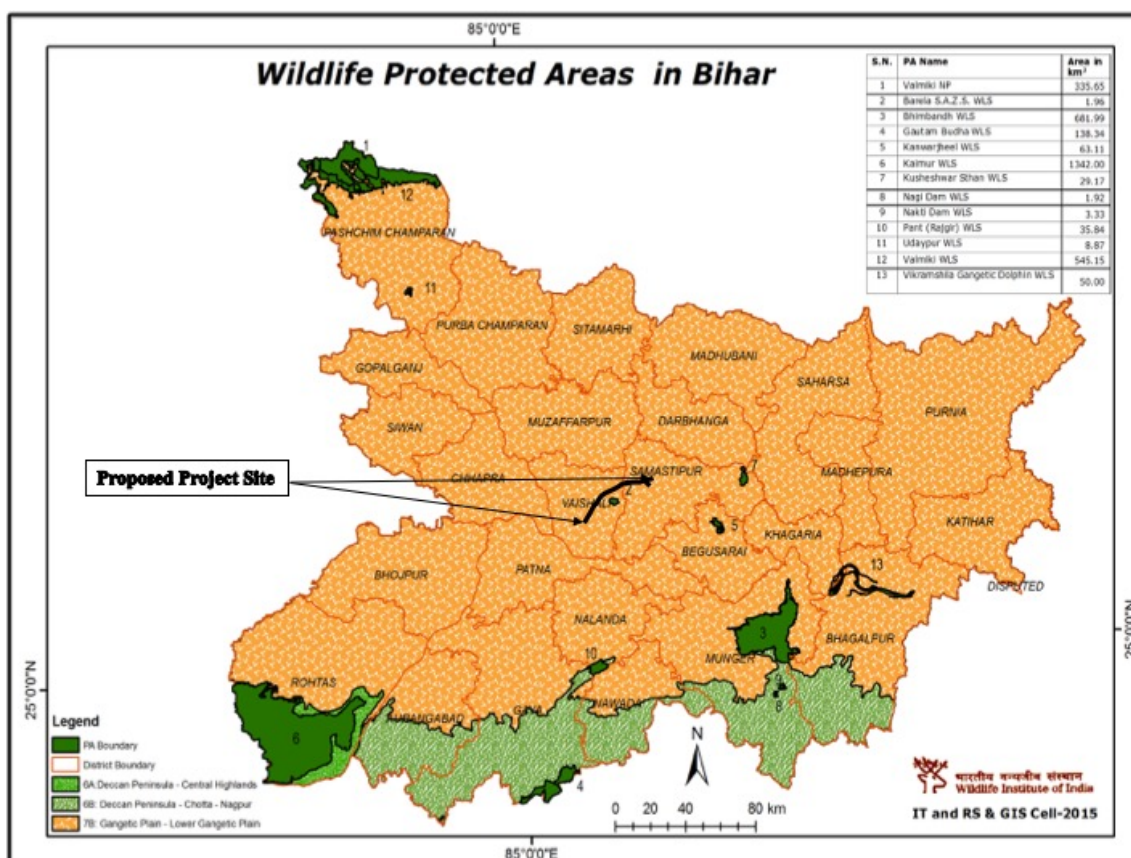 85°0'0"E
Wildlife Protected Areas in Bihar
S.N. PA Name Area in km²
1 Valmiki NP 335.65
2 Barela S.A.Z.S. WLS 1.96
3 Bhimbandh WLS 681.99
4 Gautam Budha WLS 138.34
5 Kanwarjheel WLS 63.11
6 Kaimur WLS 1342.00
7 Kusheshwar Sthan WLS 29.17
8 Nagi Dam WLS 1.92
9 Nakti Dam WLS 3.33
10 Pant (Rajgir) WLS 35.84
11 Udaypur WLS 8.87
12 Valmiki WLS 545.15
13 Vikramshila Gangetic Dolphin WLS 50.00
1
12
PASHCHIM CHAMPARAN
11
PURBA CHAMPARAN
SITAMARHI
MADHUBANI
GOPALGANJ
SAHARSA
PURNIA
SIWAN
MUZAFFARPUR
DARBHANGA
Proposed Project Site
CHHAPRA
SAMASTIPUR
7
MADHEPURA
VAISHALI
2
5
KHAGARIA
KATIHAR
BEGUSARAI
BHOJPUR
PATNA
13
DISPUTED
NALANDA
3
BHAGALPUR
25°0'0"N
MUNGER
10
ROHTAS
9
25°0'0"N
NAWADA
8
AURANGABAD
GAYA
6
4
Legend
PA Boundary
District Boundary
6A:Deccan Peninsula - Central Highlands
6B: Deccan Peninsula - Chotta - Nagpur
7B: Gangetic Plain - Lower Gangetic Plain
N
0 20 40 80 km
भारतीय वन्यजीव संस्थान
Wildlife Institute of India
IT and RS & GIS Cell-2015
85°0'0"E